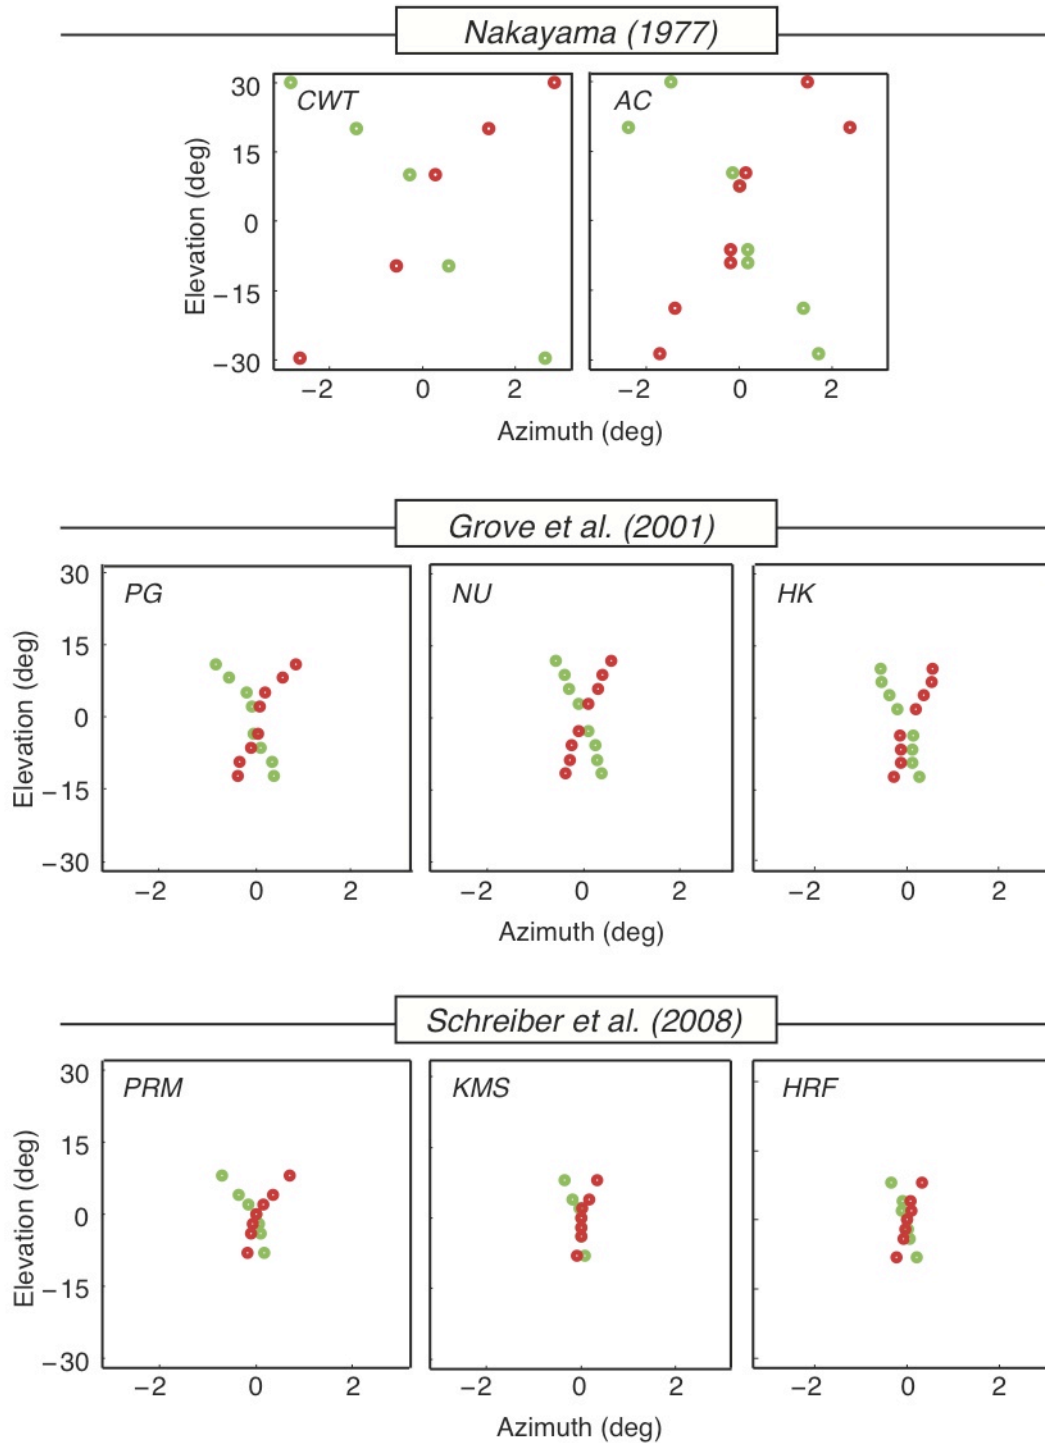 Nakayama (1977)
CWT
AC
30
15
0
−15
−30
Elevation (deg)
−2 0 2
−2 0 2
Azimuth (deg)
Grove et al. (2001)
PG
NU
HK
30
15
0
−15
−30
Elevation (deg)
−2 0 2
−2 0 2
−2 0 2
Azimuth (deg)
Schreiber et al. (2008)
PRM
KMS
HRF
30
15
0
−15
−30
Elevation (deg)
−2 0 2
−2 0 2
−2 0 2
Azimuth (deg)